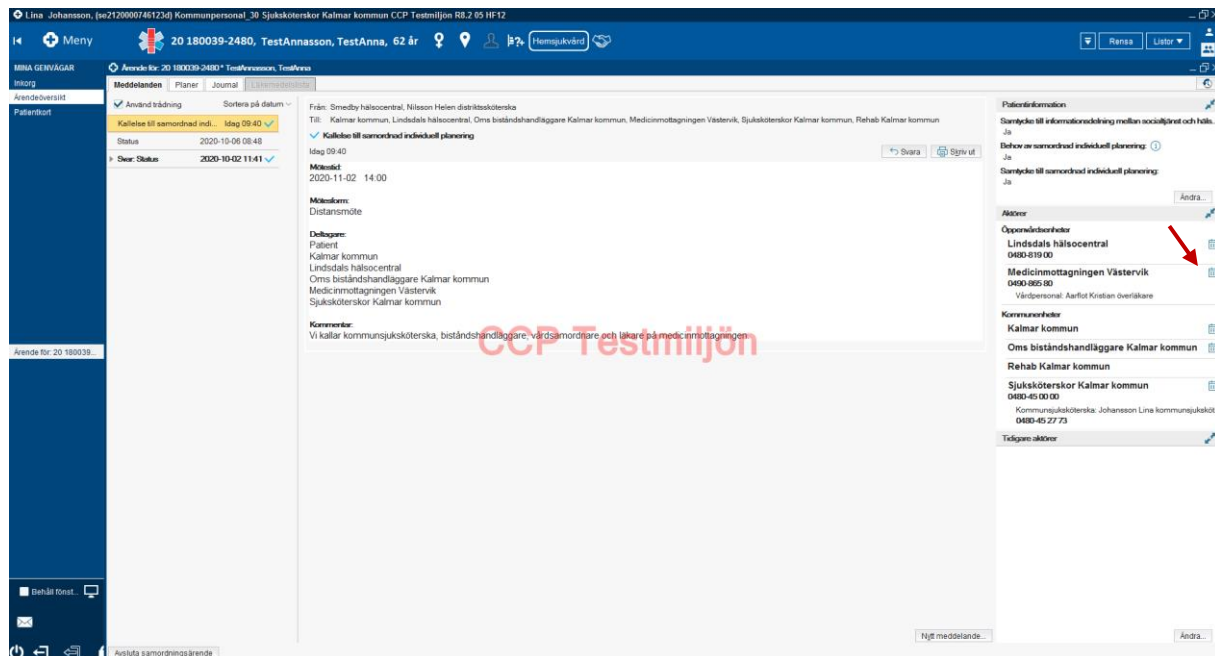 Lina Johansson, (se2120000746123d) Kommunpersonal_30 Sjuksköterskor Kalmar kommun CCP Testmiljön R8.2 05 HF12
Meny
20 180039-2480, TestAnnasson, TestAnna, 62 år
Hemsjukvård
Rensa
Listor
MINA GENVÄGAR
Inkorg
Ärendeöversikt
Patientkort
Ärende för: 20 180039...
Behåll fönst...
Ärende för: 20 180039-2480 * TestAnnasson, TestAnna
Meddelanden
Planer
Journal
Läkemedelslista
Använd trådning
Sortera på datum
Kallelse till samordnad indi... Idag 09:40
Status 2020-10-06 08:48
Svar: Status 2020-10-02 11:41
Från: Smedby hälsocentral, Nilsson Helen distriktssköterska
Till: Kalmar kommun, Lindsdals hälsocentral, Oms biståndshandläggare Kalmar kommun, Medicinmottagningen Västervik, Sjuksköterskor Kalmar kommun, Rehab Kalmar kommun
Kallelse till samordnad individuell planering
Idag 09:40
Svara
Skriv ut
Mötestid:
2020-11-02 14:00
Mötesform:
Distansmöte
Deltagare:
Patient
Kalmar kommun
Lindsdals hälsocentral
Oms biståndshandläggare Kalmar kommun
Medicinmottagningen Västervik
Sjuksköterskor Kalmar kommun
Kommentar:
Vi kallar kommunsjuksköterska, biståndshandläggare, vårdsamordnare och läkare på medicinmottagningen
CCP Testmiljön
Nytt meddelande...
Avsluta samordningsärende
Patientinformation
Samtycke till informationsdelning mellan socialtjänst och häls..
Ja
Behov av samordnad individuell planering:
Ja
Samtycke till samordnad individuell planering:
Ja
Ändra...
Aktörer
Öppenvårdsenheter
Lindsdals hälsocentral
0480-819 00
Medicinmottagningen Västervik
0490-865 80
Vårdpersonal: Aarflot Kristian överläkare
Kommunenheter
Kalmar kommun
Oms biståndshandläggare Kalmar kommun
Rehab Kalmar kommun
Sjuksköterskor Kalmar kommun
0480-45 00 00
Kommunsjuksköterska: Johansson Lina kommunsjuksköt
0480-45 27 73
Tidigare aktörer
Ändra...